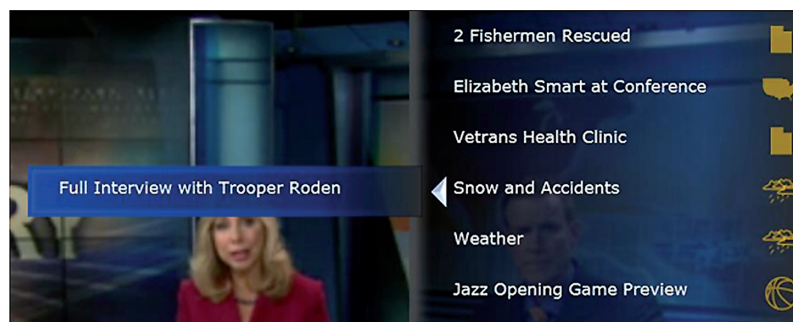 2 Fishermen Rescued
Elizabeth Smart at Conference
Vetrans Health Clinic
Full Interview with Trooper Roden
Snow and Accidents
Weather
Jazz Opening Game Preview